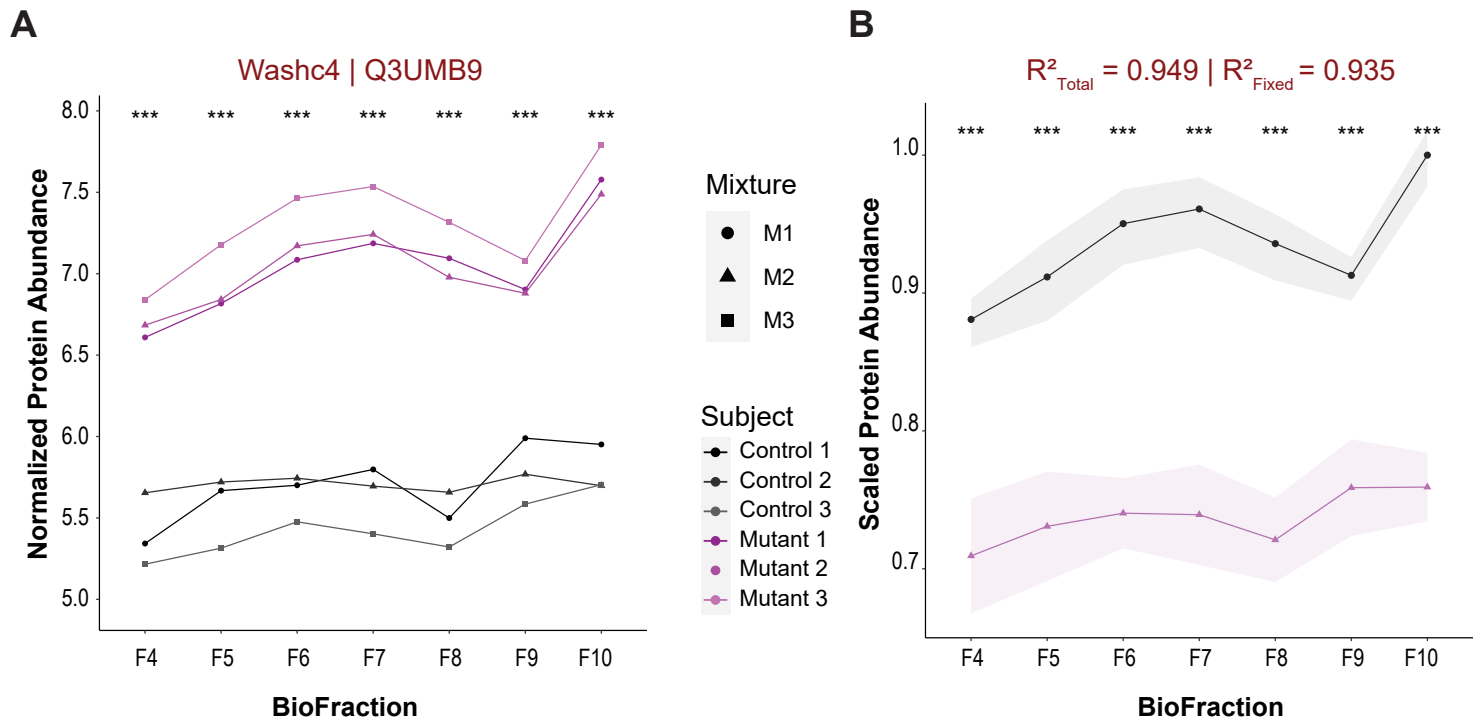 A
Washc4 | Q3UMB9
Normalized Protein Abundance
8.0
7.5
7.0
6.5
6.0
5.5
5.0
*** *** *** *** *** *** ***
F4 F5 F6 F7 F8 F9 F10
BioFraction
Mixture
M1
M2
M3
Subject
Control 1
Control 2
Control 3
Mutant 1
Mutant 2
Mutant 3
B
R²Total = 0.949 | R²Fixed = 0.935
Scaled Protein Abundance
1.0
0.9
0.8
0.7
*** *** *** *** *** *** ***
F4 F5 F6 F7 F8 F9 F10
BioFraction